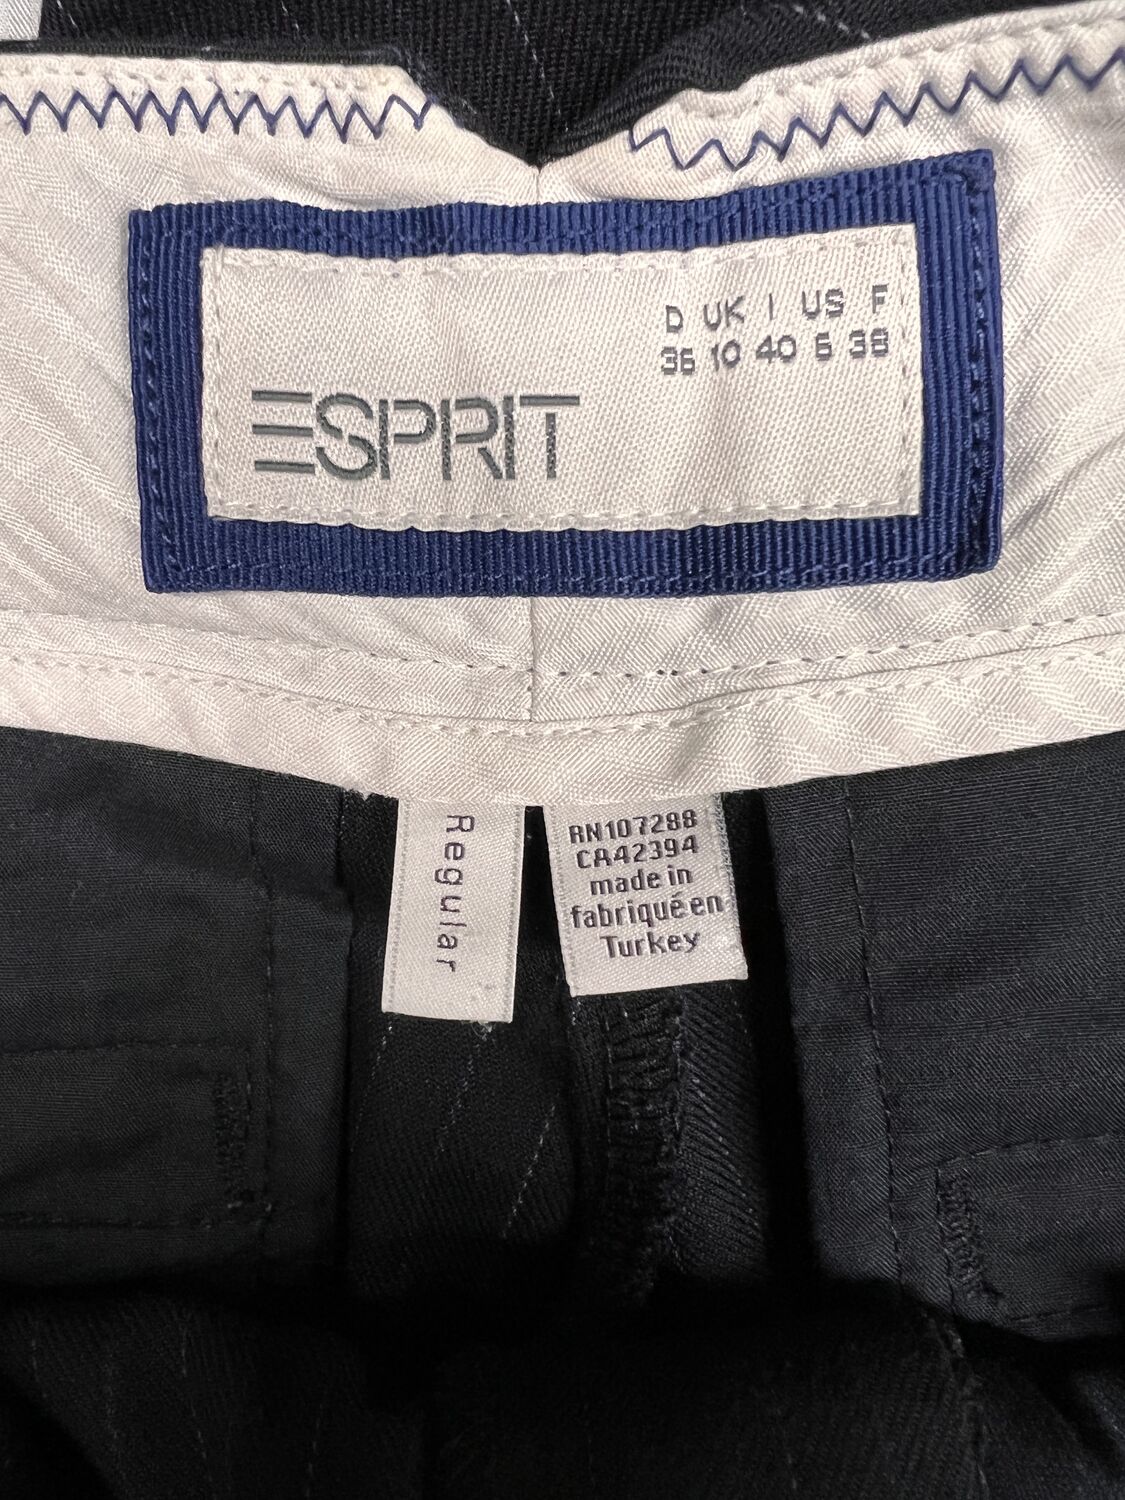 D UK I US F
36 10 40 6 38
ESPRIT
Regular
RN107288
CA42394
made in
fabriqué en
Turkey